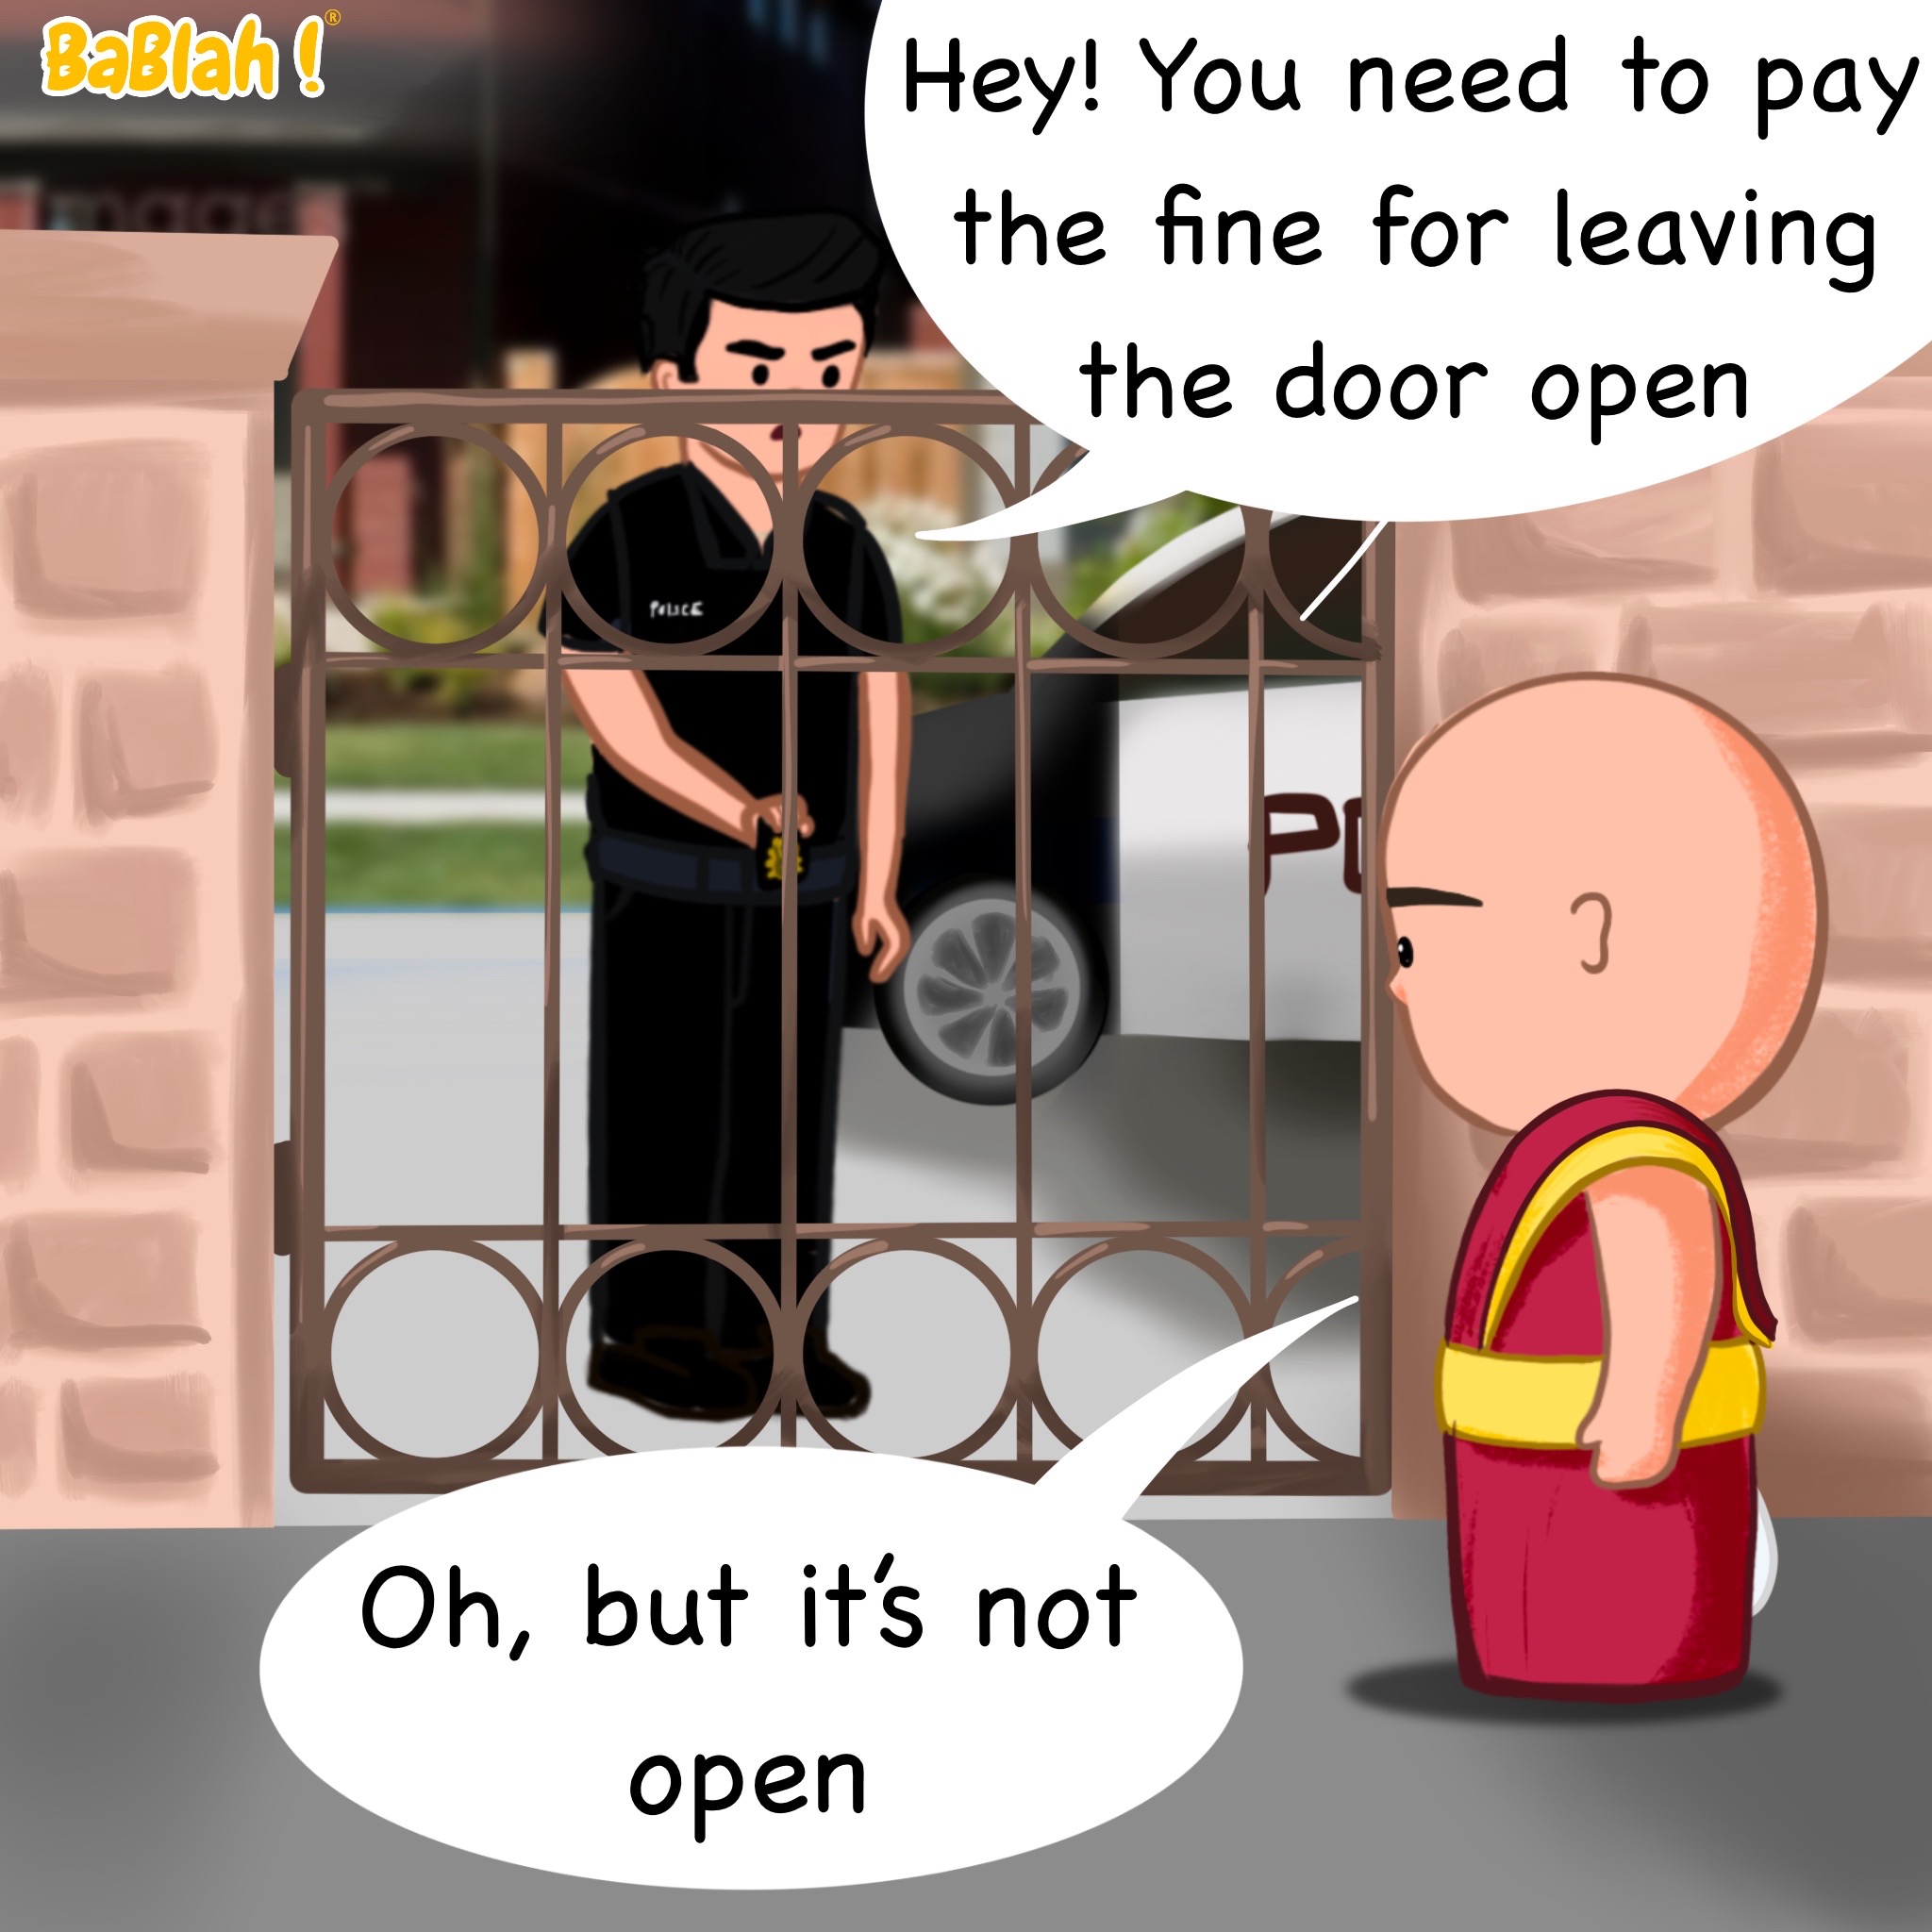 BaBlah!®
Hey! You need to pay
the fine for leaving
the door open
POLICE
Oh, but it's not
open